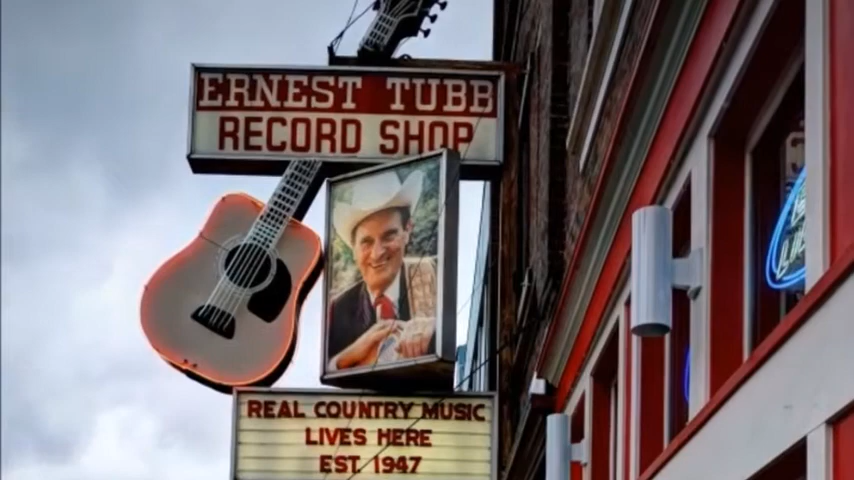 ERNEST TUBB
RECORD SHOP
REAL COUNTRY MUSIC
LIVES HERE
EST. 1947